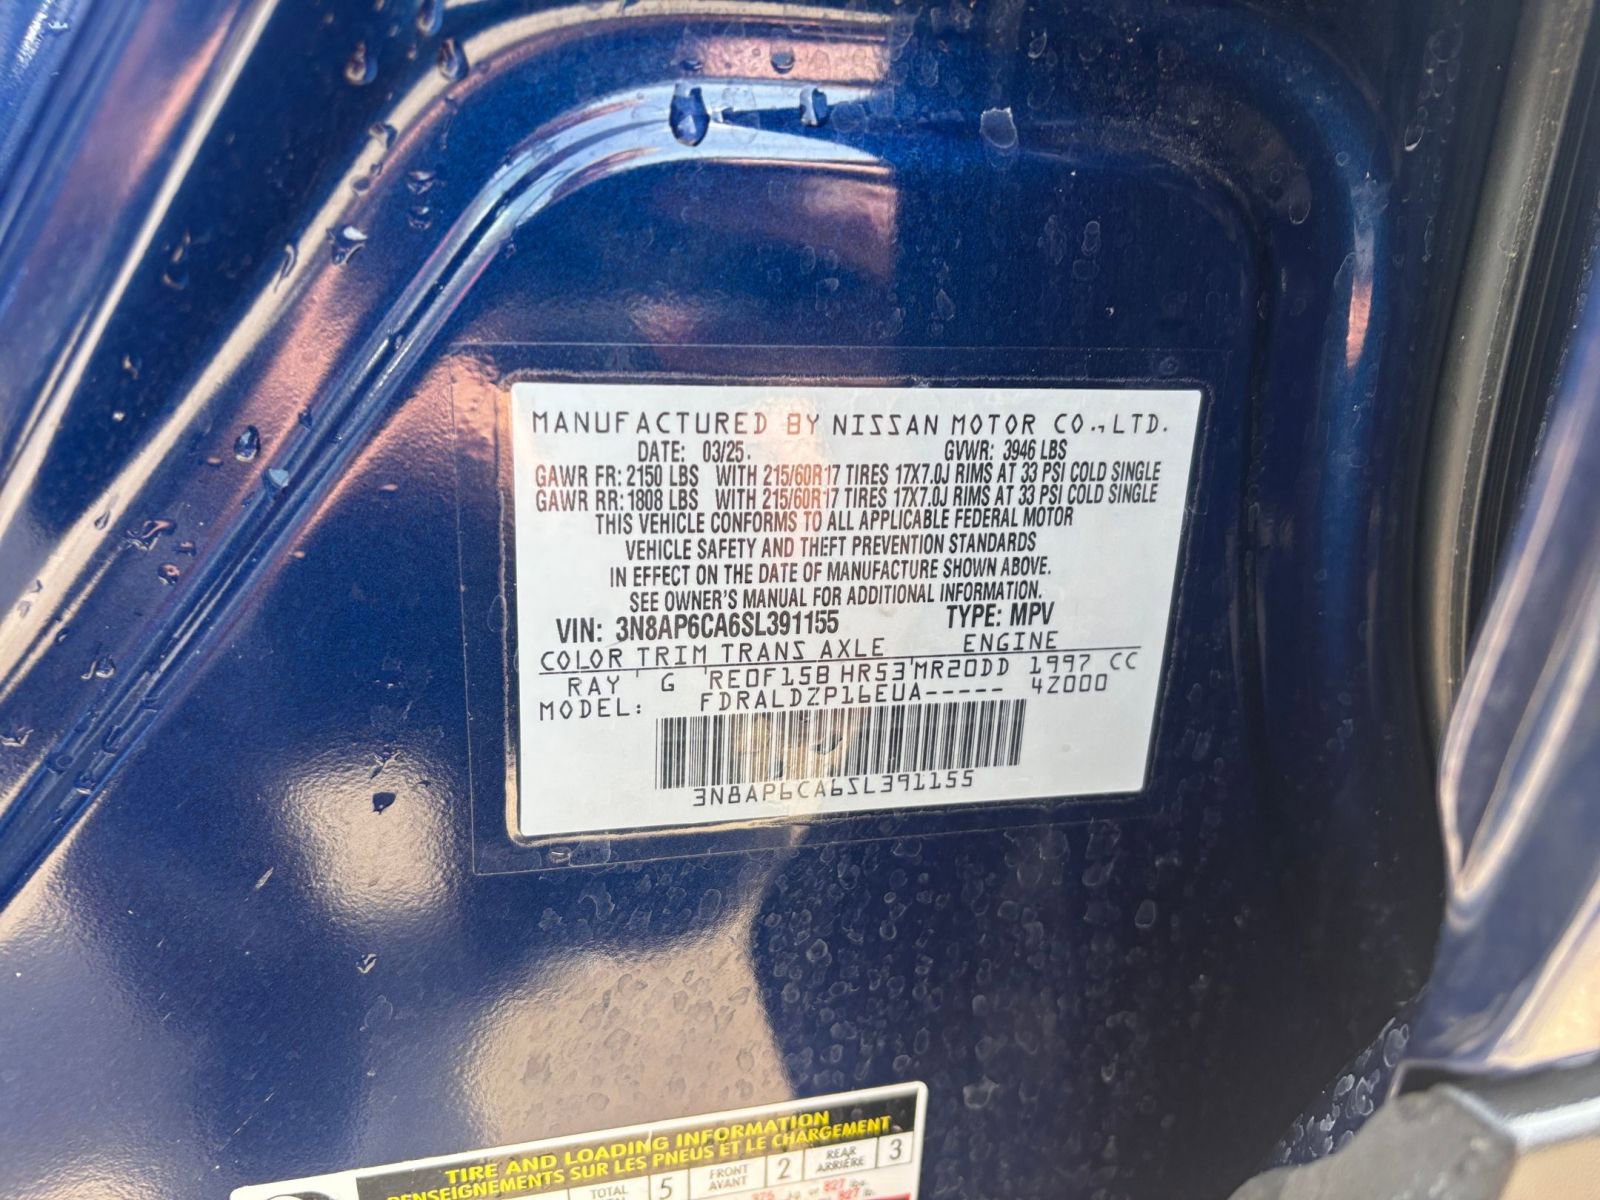 MANUFACTURED BY NISSAN MOTOR CO., LTD.
DATE: 03/25. GVWR: 3946 LBS
GAWR FR: 2150 LBS WITH 215/60R17 TIRES 17X7.0J RIMS AT 33 PSI COLD SINGLE
GAWR RR: 1808 LBS WITH 215/60R17 TIRES 17X7.0J RIMS AT 33 PSI COLD SINGLE
THIS VEHICLE CONFORMS TO ALL APPLICABLE FEDERAL MOTOR
VEHICLE SAFETY AND THEFT PREVENTION STANDARDS
IN EFFECT ON THE DATE OF MANUFACTURE SHOWN ABOVE.
SEE OWNER'S MANUAL FOR ADDITIONAL INFORMATION.
VIN: 3N8AP6CA6SL391155 TYPE: MPV
COLOR TRIM TRANS AXLE ENGINE
RAY G RE0F15B HR53 MR20DD 1997 CC
MODEL: FDRALDZP16EUA----- 4Z000
3N8AP6CA6SL391155
TIRE AND LOADING INFORMATION
RENSEIGNEMENTS SUR LES PNEUS ET LE CHARGEMENT
TOTAL 5 FRONT AVANT 2 REAR ARRIÈRE 3